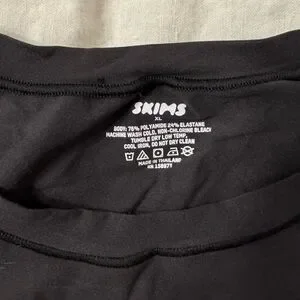 SKIMS
XL
BODY: 76% POLYAMIDE 24% ELASTANE
MACHINE WASH COLD, NON-CHLORINE BLEACH
TUMBLE DRY LOW TEMP,
COOL IRON, DO NOT DRY CLEAN
MADE IN THAILAND